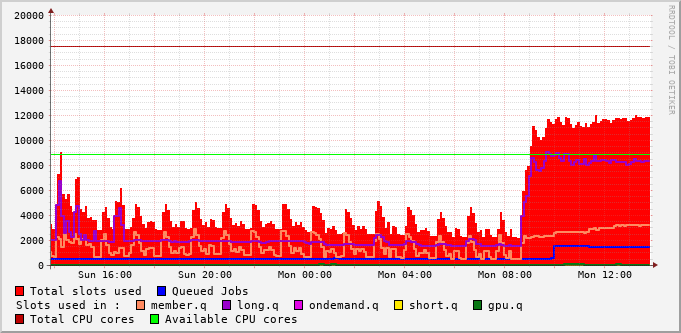 20000
18000
16000
14000
12000
10000
8000
6000
4000
2000
0
Sun 16:00 Sun 20:00 Mon 00:00 Mon 04:00 Mon 08:00 Mon 12:00
Total slots used Queued Jobs
Slots used in : member.q long.q ondemand.q short.q gpu.q
Total CPU cores Available CPU cores
RRDTOOL / TOBI OETIKER